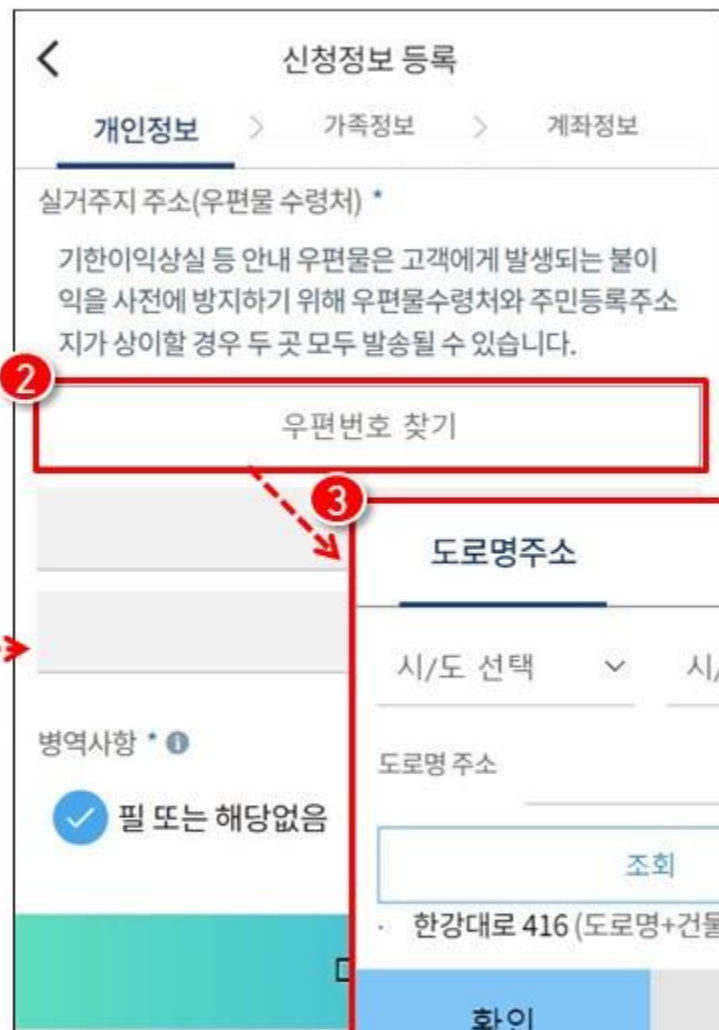 신청정보 등록
개인정보 > 가족정보 > 계좌정보
실거주지 주소(우편물 수령처) *
기한이익상실 등 안내 우편물은 고객에게 발생되는 불이
익을 사전에 방지하기 위해 우편물수령처와 주민등록주소
지가 상이할 경우 두 곳 모두 발송될 수 있습니다.
2
우편번호 찾기
3
도로명주소
시/도 선택 시/
도로명 주소
조회
· 한강대로 416 (도로명+건물
확인
병역사항 *
필 또는 해당없음